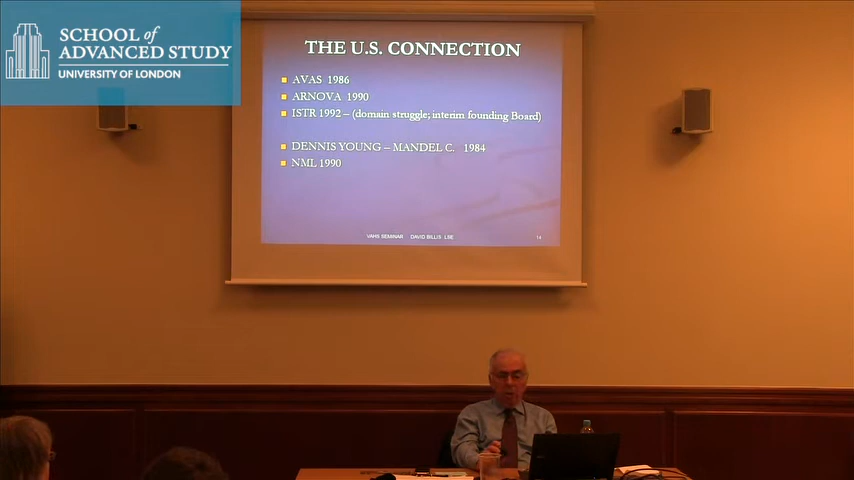 SCHOOL of
ADVANCED STUDY
UNIVERSITY OF LONDON
THE U.S. CONNECTION
AVAS 1986
ARNOVA 1990
ISTR 1992 – (domain struggle; interim founding Board)
DENNIS YOUNG – MANDEL C. 1984
NML 1990
VAHS SEMINAR DAVID BILLIS LSE 14